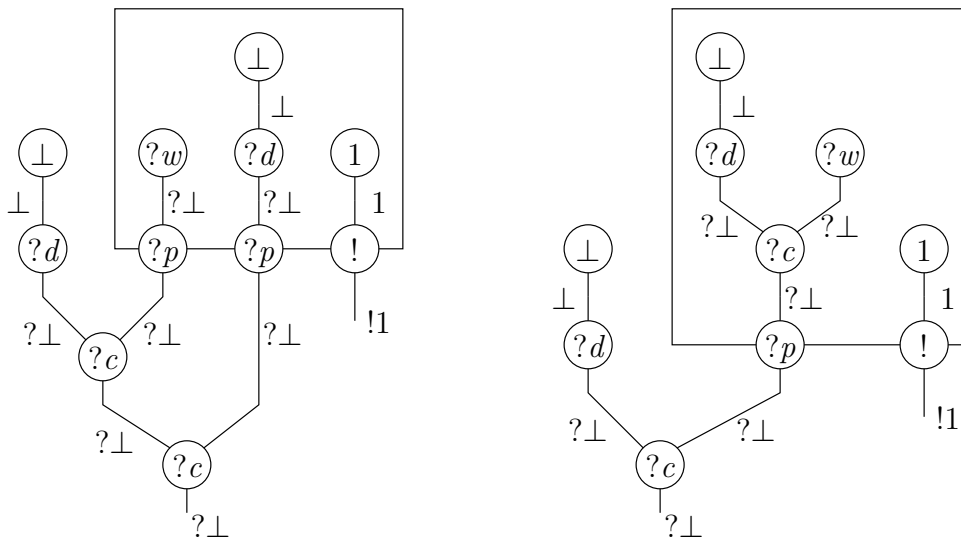 ⊥
⊥
⊥ ?w ?d 1
⊥ ?⊥ ?⊥ 1
?d ?p ?p !
?⊥ ?⊥ ?⊥ !1
?c
?⊥
?c
?⊥
⊥
⊥
?d ?w
?⊥ ?⊥
⊥ ?c 1
⊥ ?⊥ 1
?d ?p !
?⊥ ?⊥ !1
?c
?⊥